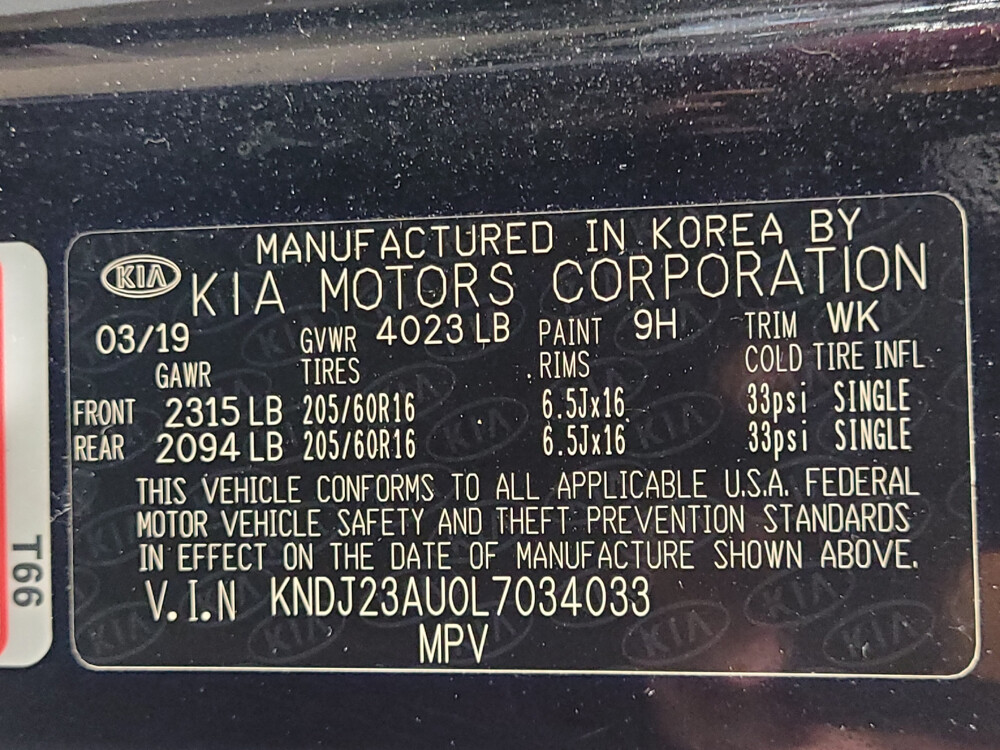 MANUFACTURED IN KOREA BY
KIA KIA MOTORS CORPORATION
03/19 GVWR 4023 LB PAINT 9H TRIM WK
GAWR TIRES RIMS COLD TIRE INFL
FRONT 2315 LB 205/60R16 6.5Jx16 33psi SINGLE
REAR 2094 LB 205/60R16 6.5Jx16 33psi SINGLE
THIS VEHICLE CONFORMS TO ALL APPLICABLE U.S.A. FEDERAL
MOTOR VEHICLE SAFETY AND THEFT PREVENTION STANDARDS
IN EFFECT ON THE DATE OF MANUFACTURE SHOWN ABOVE.
V.I.N KNDJ23AU0L7034033
MPV
T66